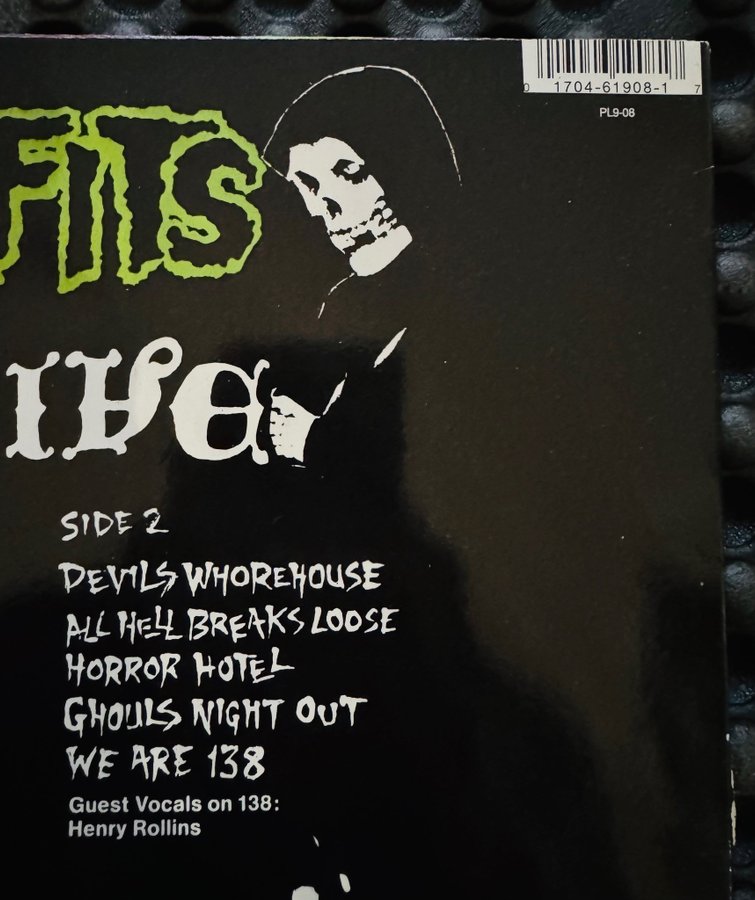 0 1704-61908-1 7
PL9-08
FITS
IVE
SIDE 2
DEVILS WHOREHOUSE
ALL HELL BREAKS LOOSE
HORROR HOTEL
GHOULS NIGHT OUT
WE ARE 138
Guest Vocals on 138:
Henry Rollins